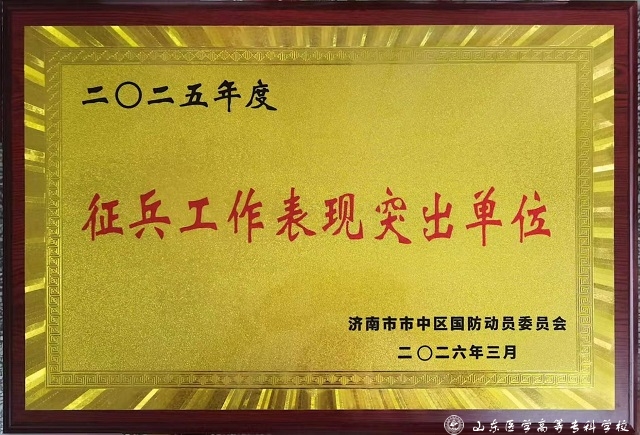 二〇二五年度
征兵工作表现突出单位
济南市市中区国防动员委员会
二〇二六年三月
山东医学高等专科学校